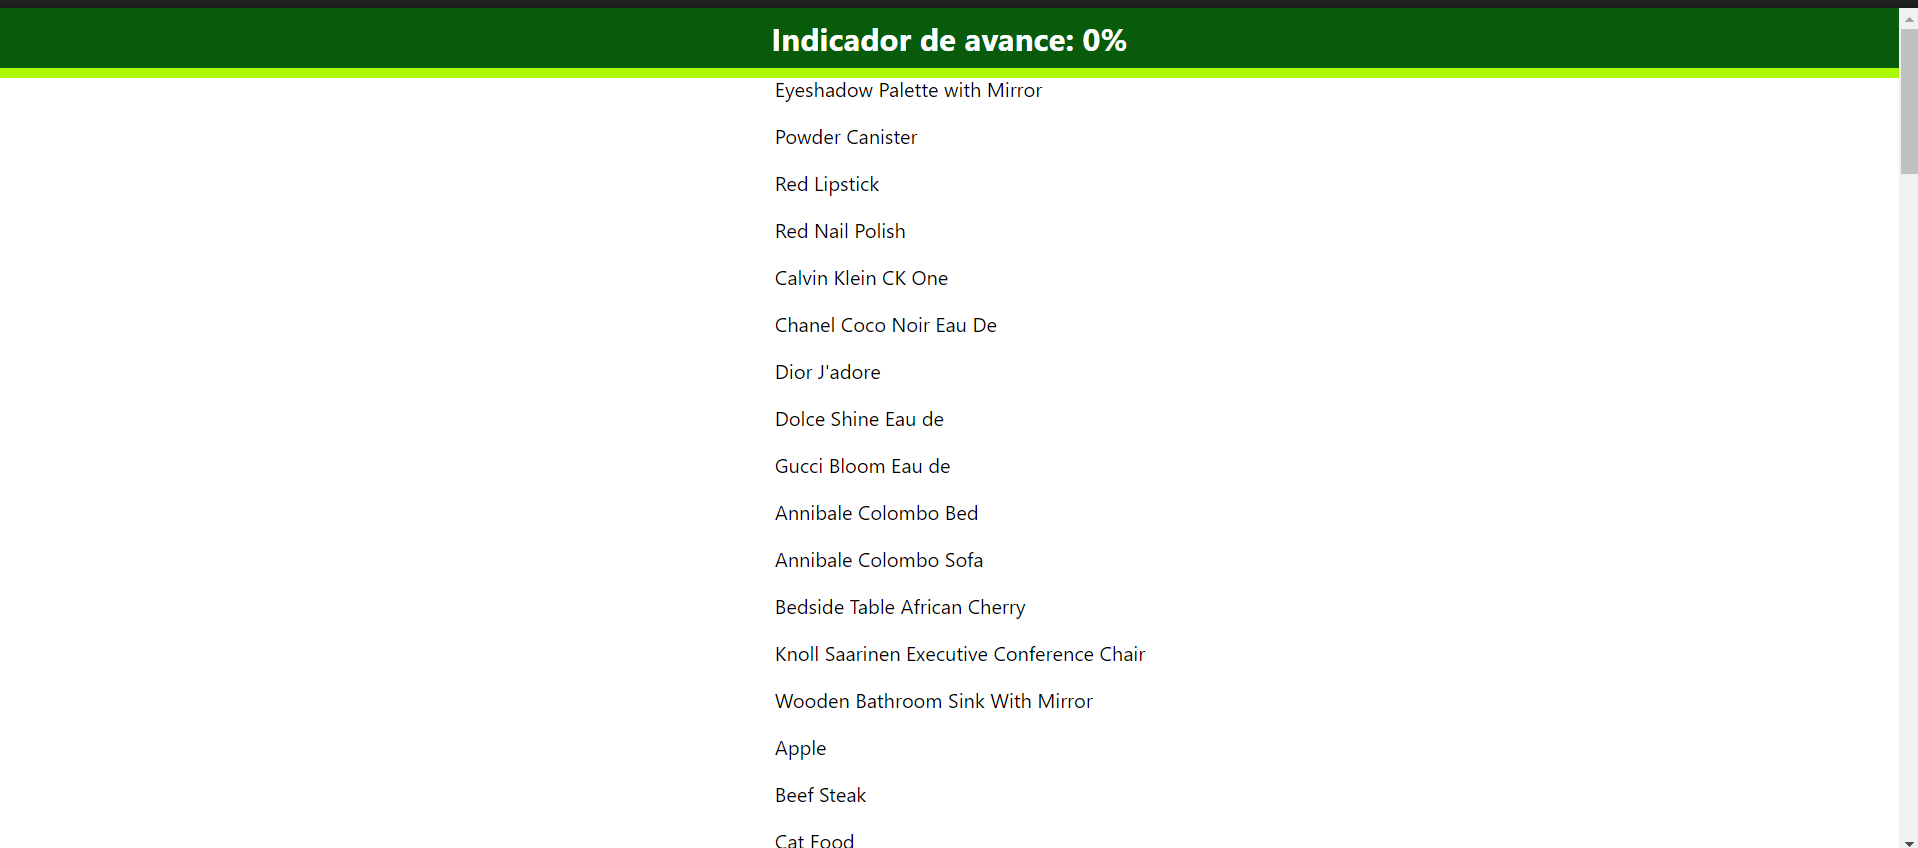 Indicador de avance: 0%
Eyeshadow Palette with Mirror
Powder Canister
Red Lipstick
Red Nail Polish
Calvin Klein CK One
Chanel Coco Noir Eau De
Dior J'adore
Dolce Shine Eau de
Gucci Bloom Eau de
Annibale Colombo Bed
Annibale Colombo Sofa
Bedside Table African Cherry
Knoll Saarinen Executive Conference Chair
Wooden Bathroom Sink With Mirror
Apple
Beef Steak
Cat Food